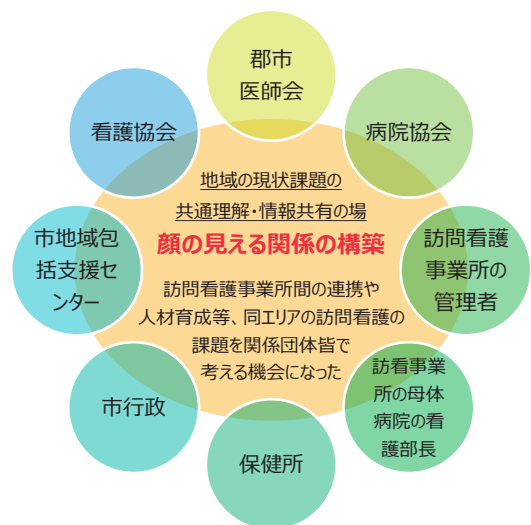 郡市
医師会
病院協会
訪問看護
事業所の
管理者
訪看事業
所の母体
病院の看
護部長
保健所
市行政
市地域包
括支援セ
ンター
看護協会
地域の現状課題の
共通理解・情報共有の場
顔の見える関係の構築
訪問看護事業所間の連携や
人材育成等、同エリアの訪問看護の
課題を関係団体皆で
考える機会になった